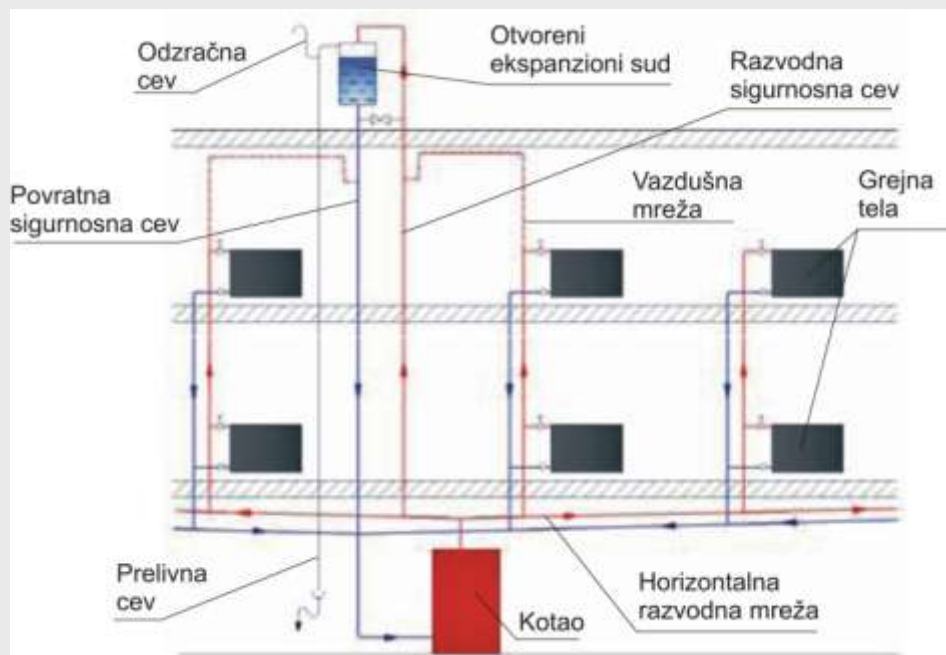 Odzračna
cev
Otvoreni
ekspanzioni sud
Razvodna
sigurnosna cev
Povratna
sigurnosna cev
Vazdušna
mreža
Grejna
tela
Prelivna
cev
Kotao
Horizontalna
razvodna mreža